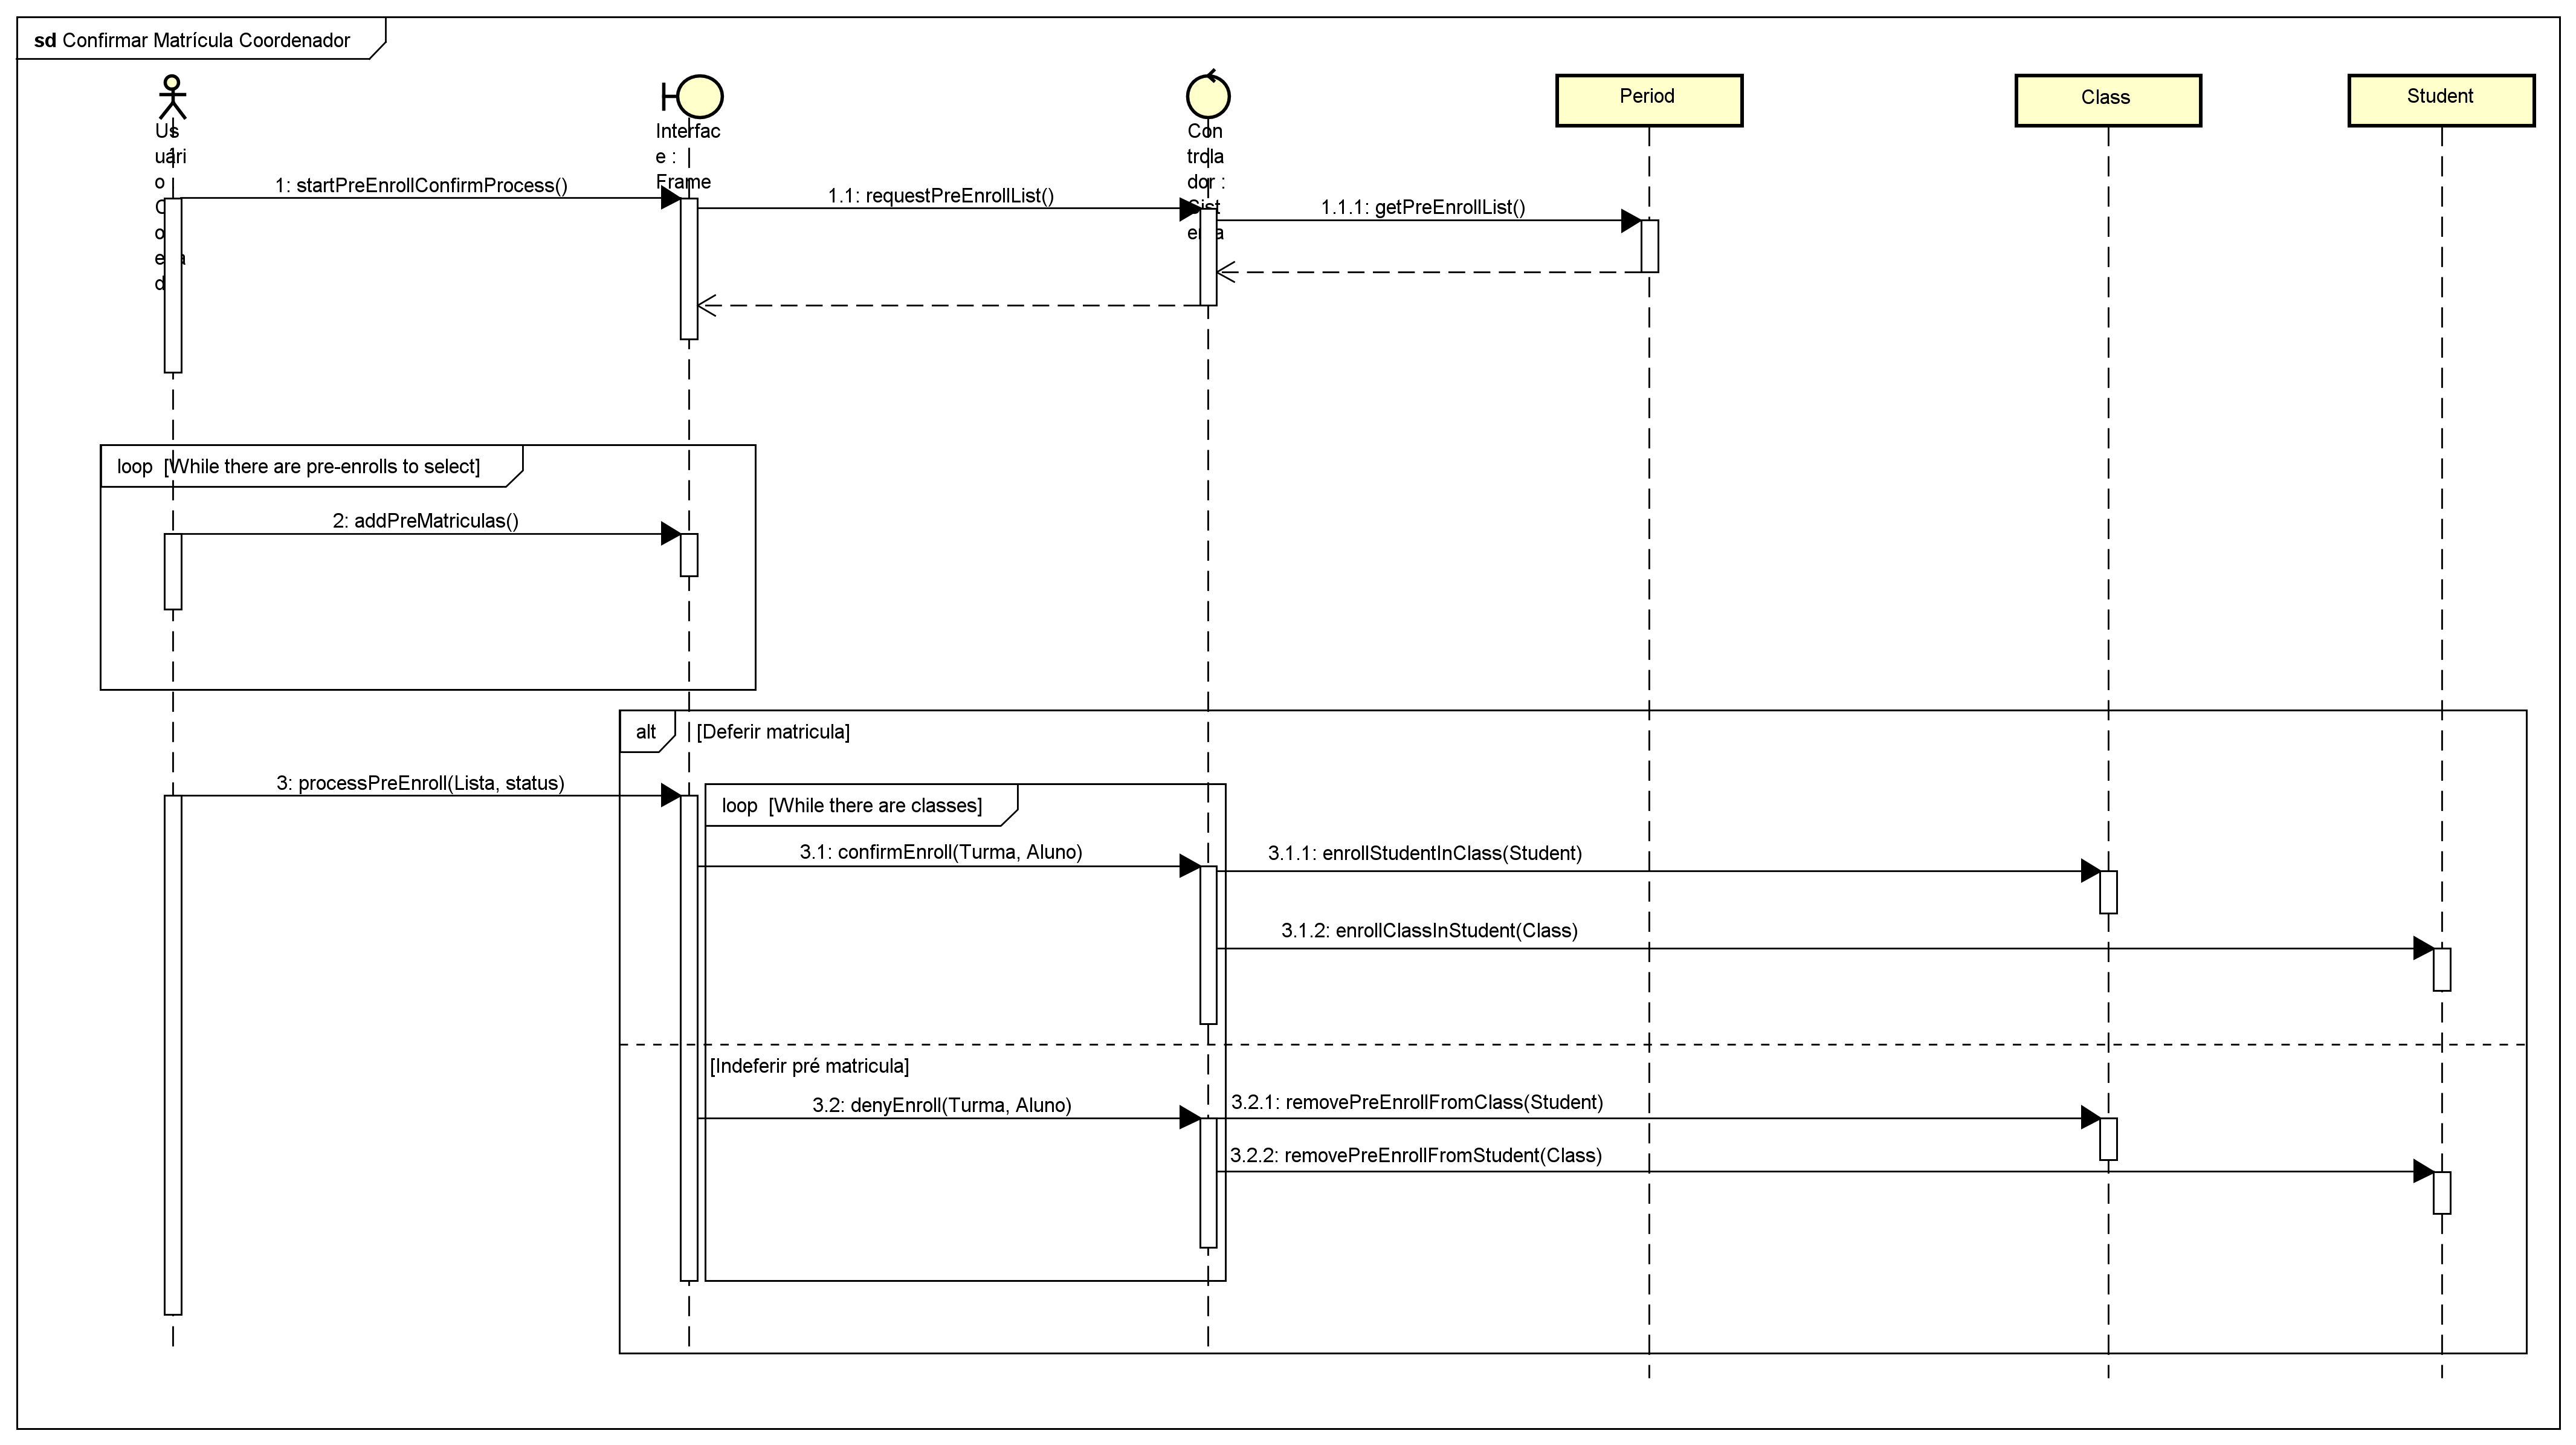 sd Confirmar Matrícula Coordenador
Period
Class
Student
Us
uári
o
Interfac
e :
Frame
Con
trola
dor :
Sist
ema
1: startPreEnrollConfirmProcess()
1.1: requestPreEnrollList()
1.1.1: getPreEnrollList()
loop [While there are pre-enrolls to select]
2: addPreMatriculas()
alt [Deferir matricula]
3: processPreEnroll(Lista, status)
loop [While there are classes]
3.1: confirmEnroll(Turma, Aluno)
3.1.1: enrollStudentInClass(Student)
3.1.2: enrollClassInStudent(Class)
[Indeferir pré matricula]
3.2: denyEnroll(Turma, Aluno)
3.2.1: removePreEnrollFromClass(Student)
3.2.2: removePreEnrollFromStudent(Class)